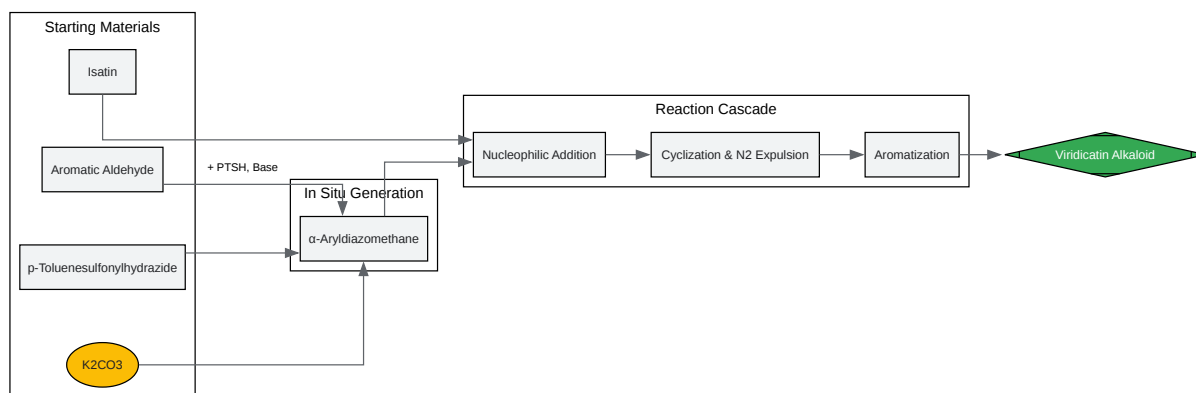 Starting Materials
Isatin
Reaction Cascade
Aromatic Aldehyde
+ PTSH, Base
Nucleophilic Addition
Cyclization & N2 Expulsion
Aromatization
Viridicatin Alkaloid
In Situ Generation
α-Aryldiazomethane
p-Toluenesulfonylhydrazide
K2CO3